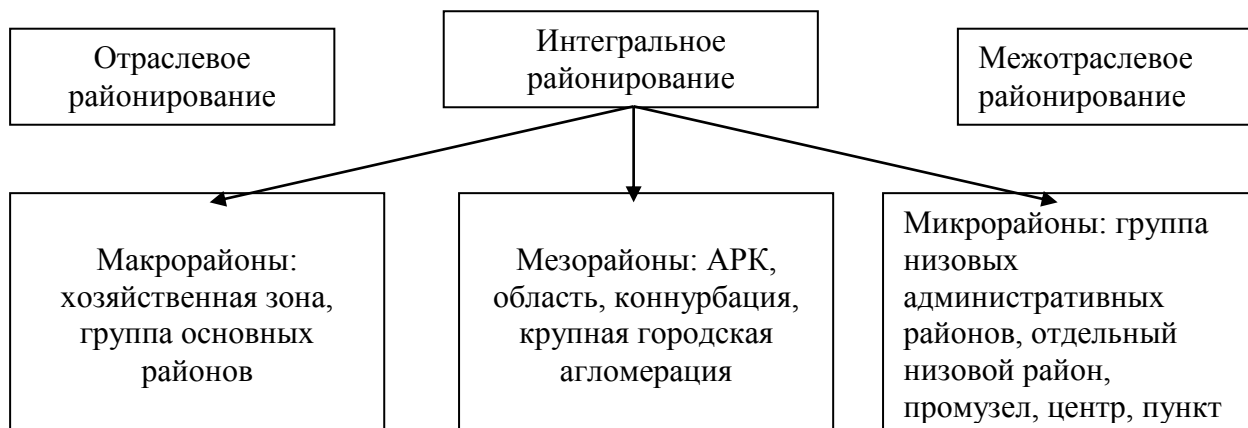 Отраслевое
районирование
Интегральное
районирование
Межотраслевое
районирование
Макрорайоны:
хозяйственная зона,
группа основных
районов
Мезорайоны: АРК,
область, коннурбация,
крупная городская
агломерация
Микрорайоны: группа
низовых
административных
районов, отдельный
низовой район,
промузел, центр, пункт